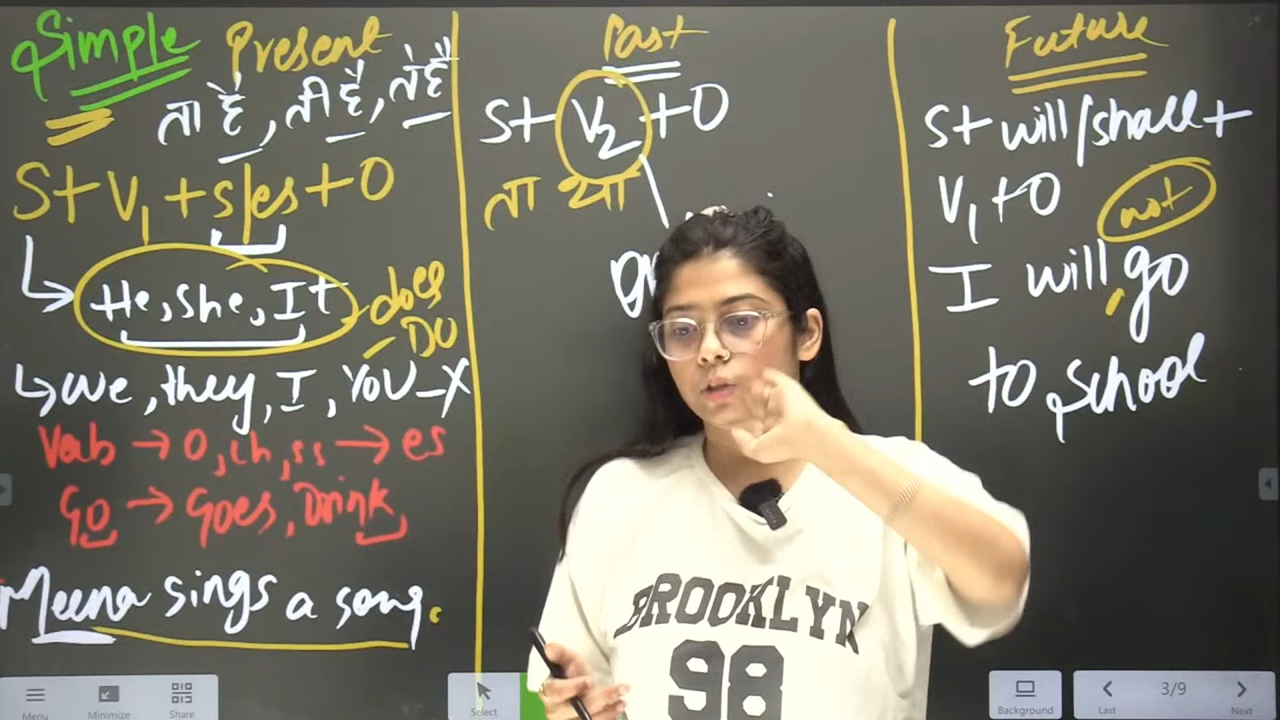 Simple Present
ता है, ती है, ते हैं
S+V1+s/es+O
He, She, It
does
DO
We, they, I, YOU - X
Verb → O, ch, ss → es
Go → Goes, Drink
Meena sings a song.
Past
S+V2+O
ता था
Future
S+will/shall+
V1+O
not
I will go
to School
BROOKLYN
98
Menu
Minimize
Share
Select
Background
Last
3/9
Next